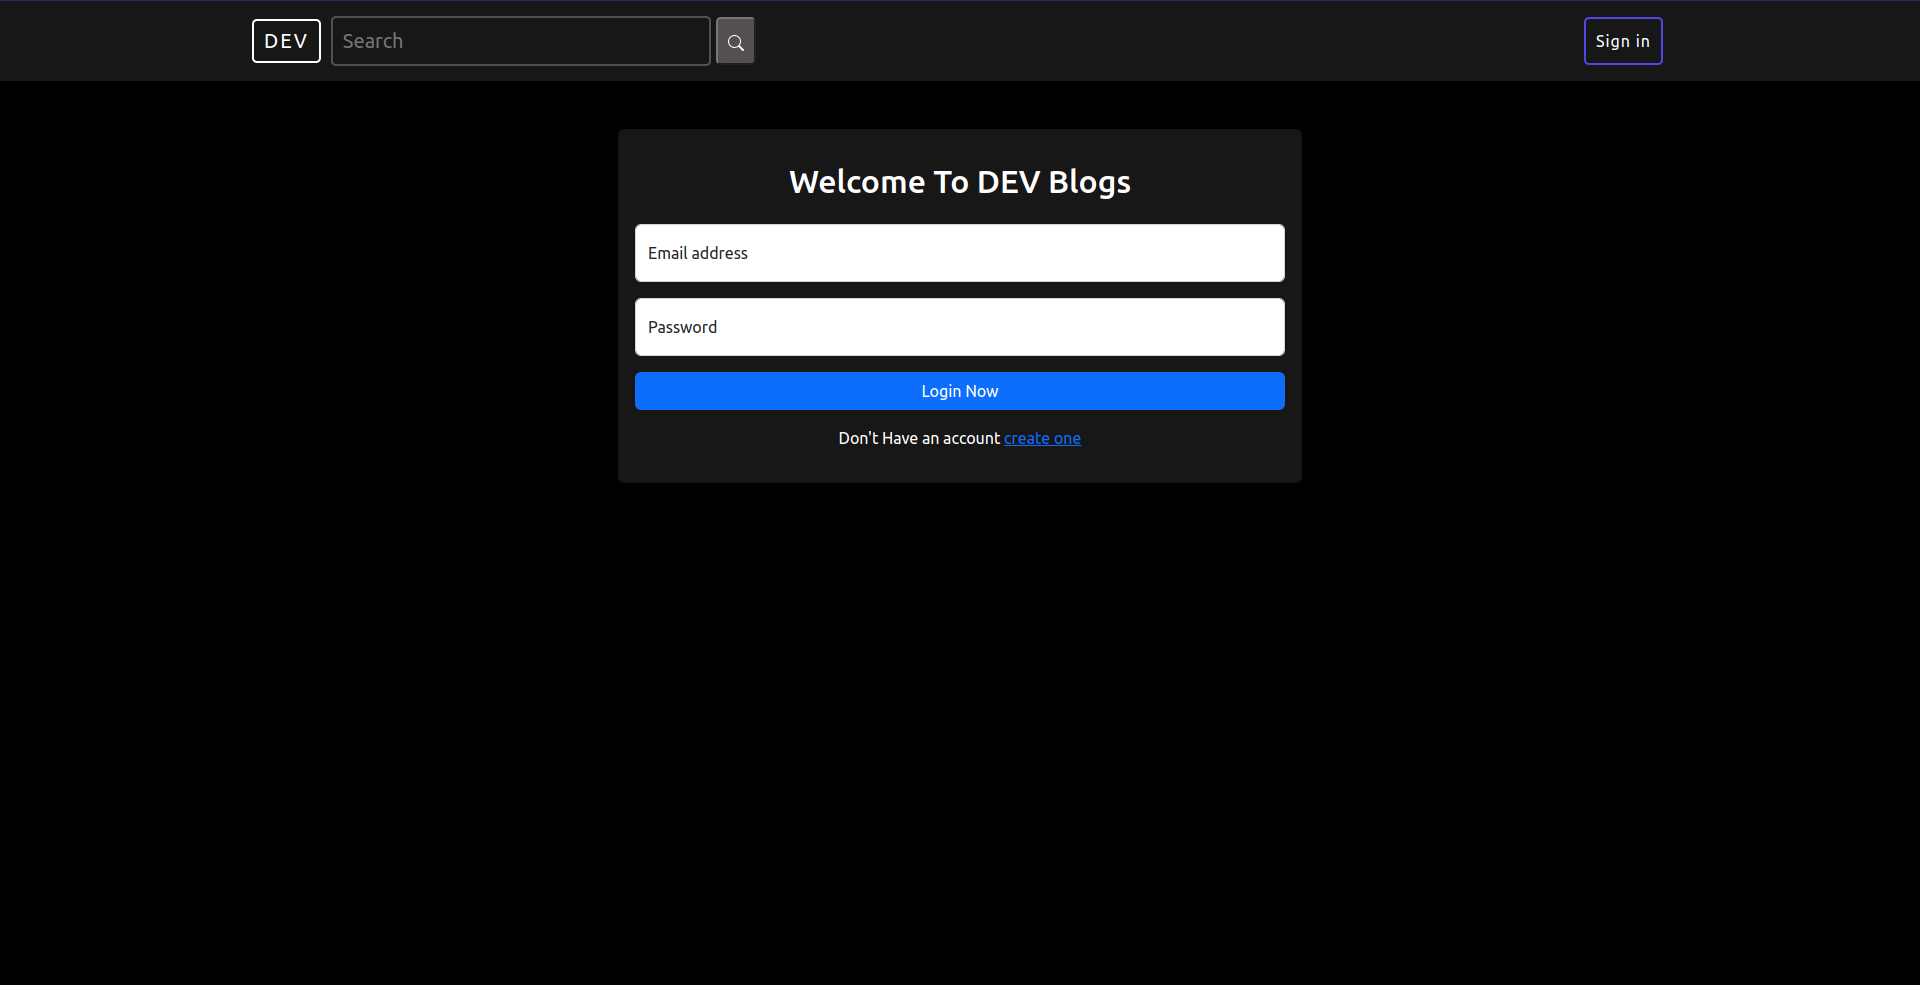 DEV Search Sign in
Welcome To DEV Blogs
Email address
Password
Login Now
Don't Have an account create one